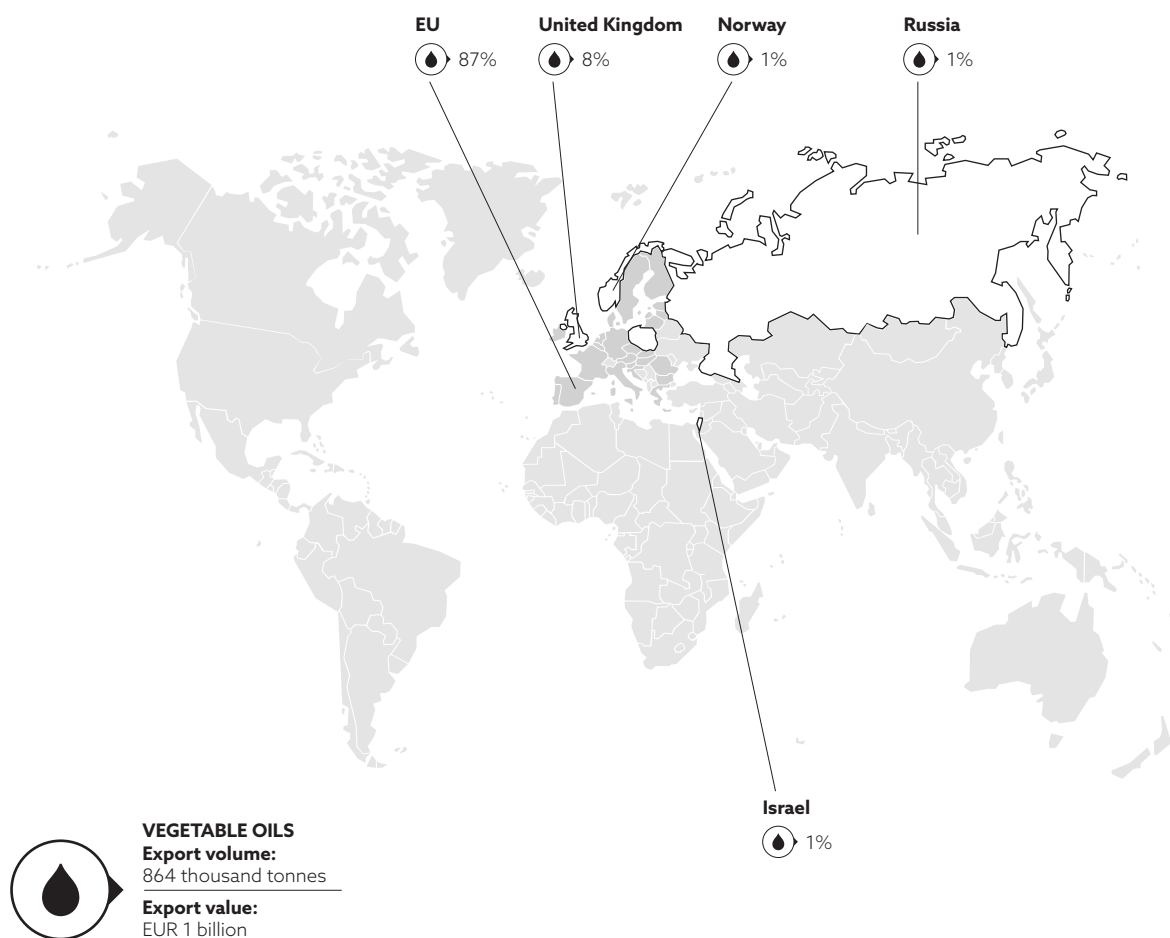 EU
87%
United Kingdom
8%
Norway
1%
Russia
1%
Israel
1%
VEGETABLE OILS
Export volume:
864 thousand tonnes
Export value:
EUR 1 billion